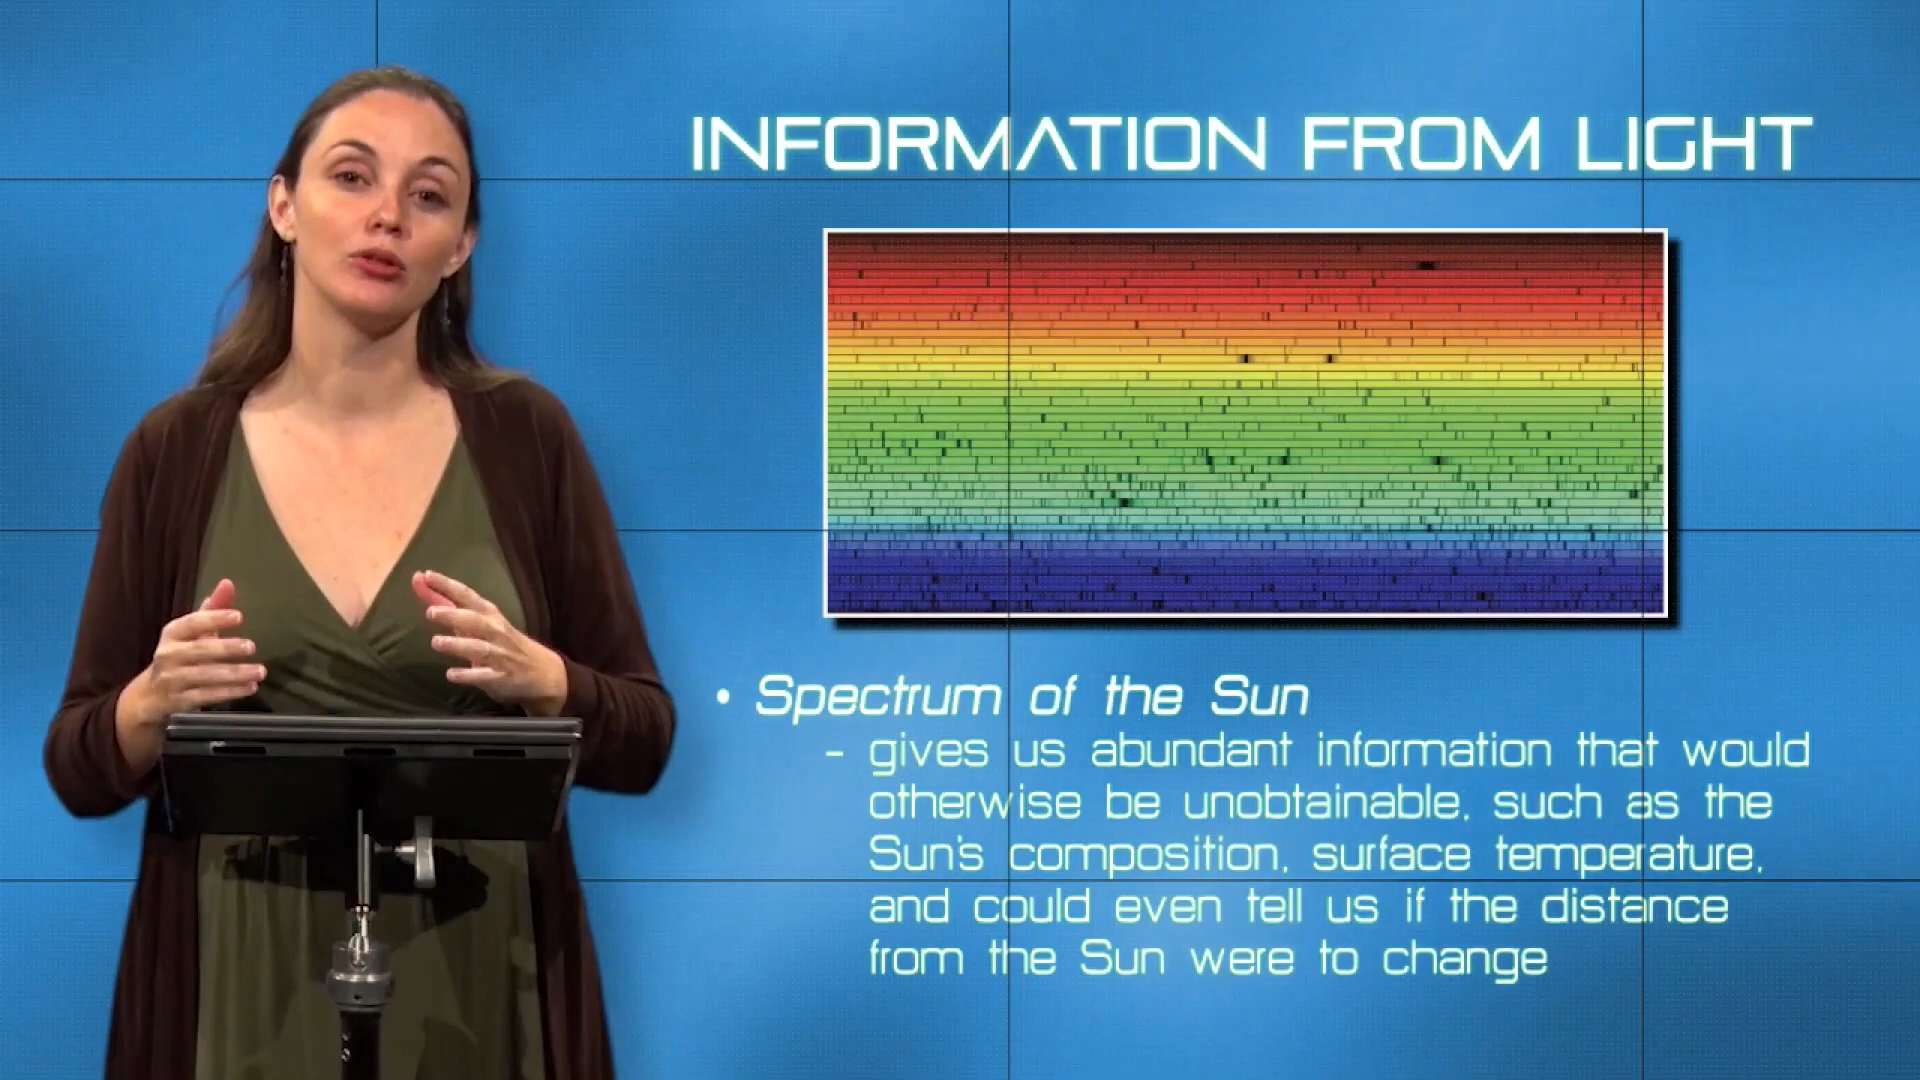 INFORMATION FROM LIGHT
• Spectrum of the Sun
- gives us abundant information that would
otherwise be unobtainable, such as the
Sun's composition, surface temperature,
and could even tell us if the distance
from the Sun were to change